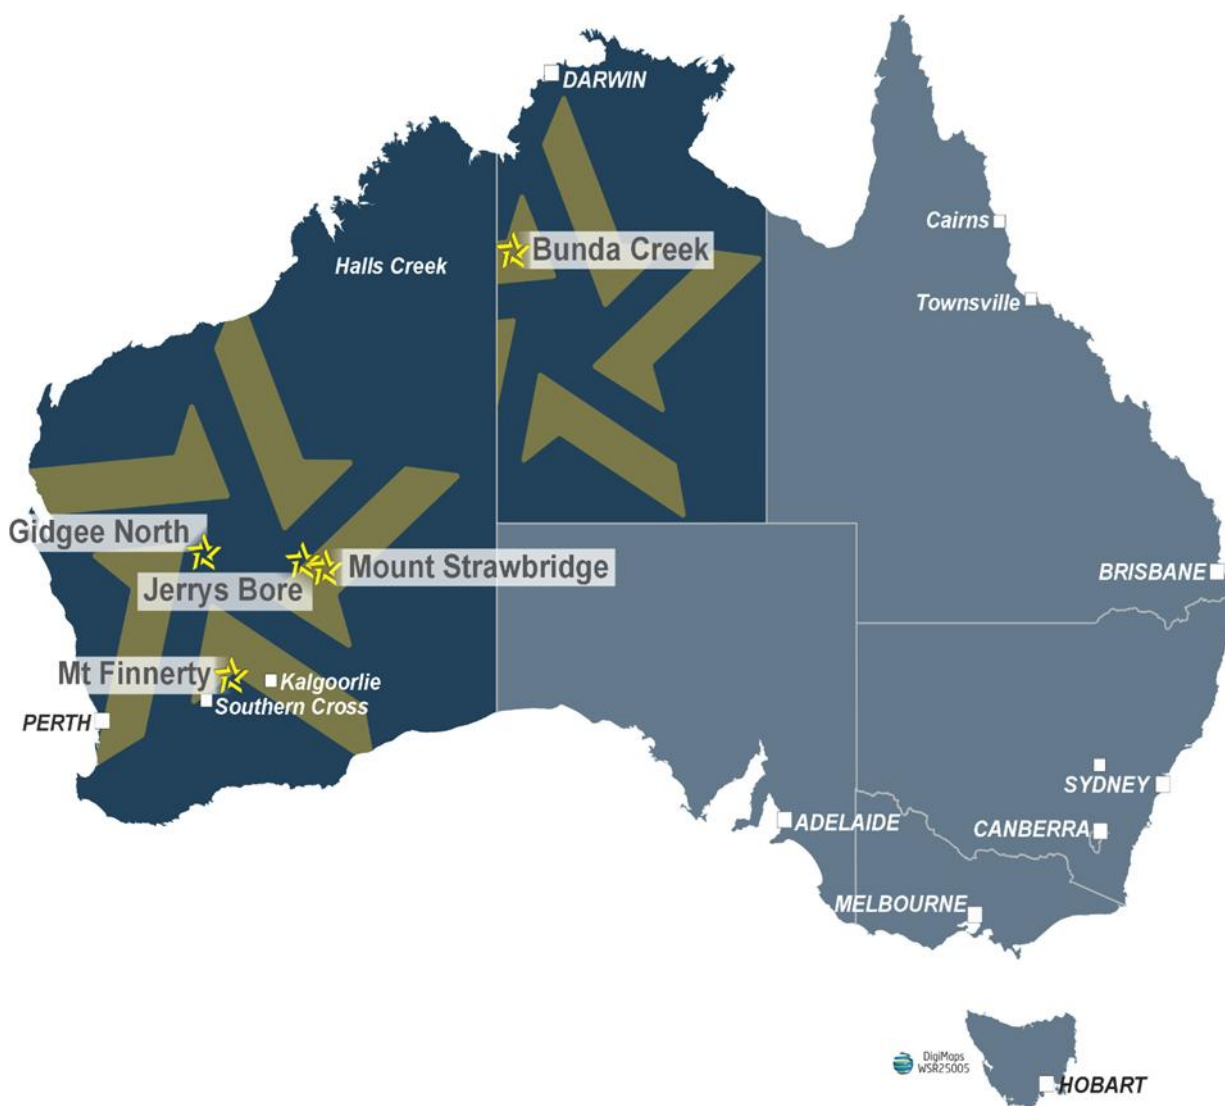 DARWIN
Cairns
Bunda Creek
Halls Creek
Townsville
Gidgee North
Mount Strawbridge
Jerrys Bore
BRISBANE
Mt Finnerty
Kalgoorlie
Southern Cross
PERTH
SYDNEY
ADELAIDE
CANBERRA
MELBOURNE
DigiMaps
WSR25005
HOBART